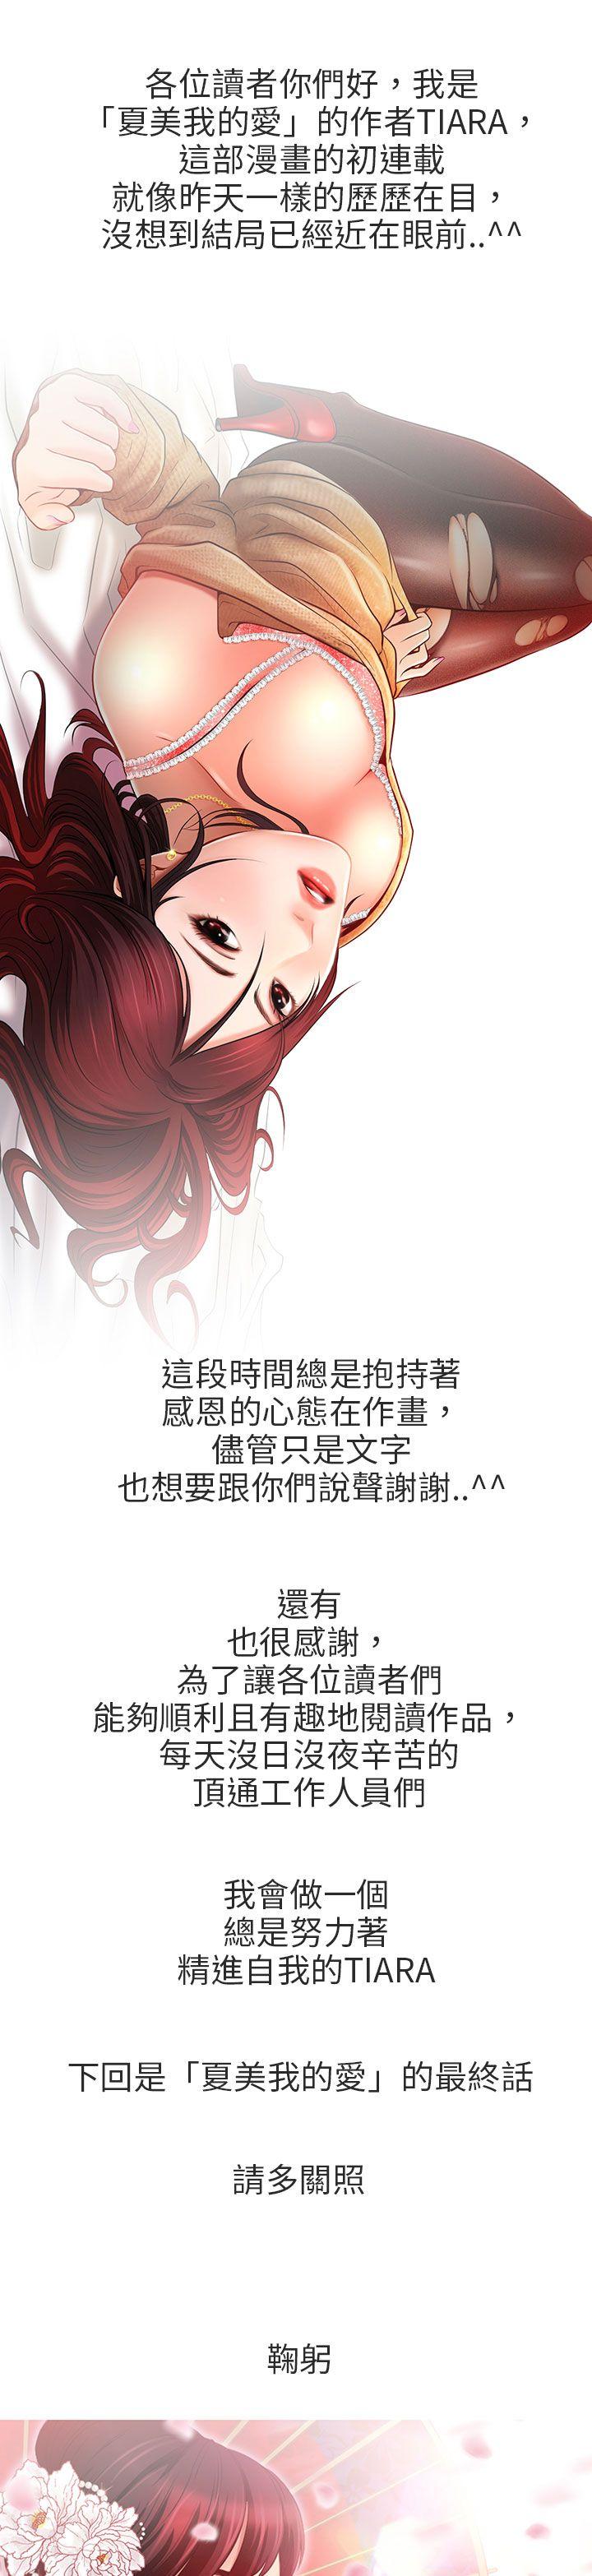 各位讀者你們好，我是
「夏美我的愛」的作者TIARA，
這部漫畫的初連載
就像昨天一樣的歷歷在目，
沒想到結局已經近在眼前..^^
這段時間總是抱持著
感恩的心態在作畫，
儘管只是文字
也想要跟你們說聲謝謝..^^
還有
也很感謝，
為了讓各位讀者們
能夠順利且有趣地閱讀作品，
每天沒日沒夜辛苦的
頂通工作人員們
我會做一個
總是努力著
精進自我的TIARA
下回是「夏美我的愛」的最終話
請多關照
鞠躬